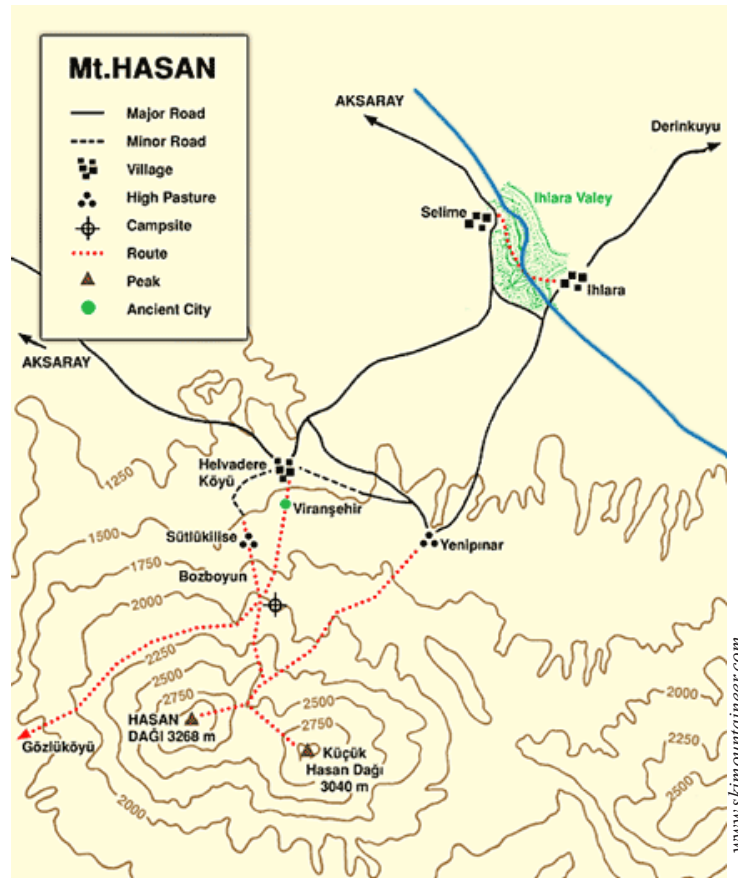 Mt.HASAN
Major Road
Minor Road
Village
High Pasture
Campsite
Route
Peak
Ancient City
AKSARAY
Derinkuyu
Ihlara Valey
Selime
Ihlara
AKSARAY
Helvadere
Köyü
1250
Viranşehir
1500
Sütlükilise
Yenipınar
1750
Bozboyun
2000
2250
2500
2750
2500
2750
HASAN
DAĞI 3268 m
Gözlüköyü
Küçük
Hasan Dağı
3040 m
2000
2000
2250
2500
www.skimountaineer.com